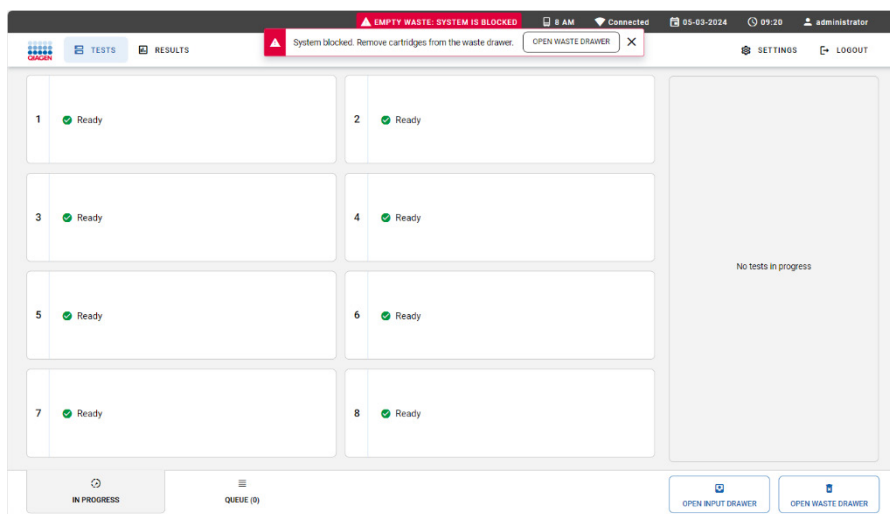 EMPTY WASTE: SYSTEM IS BLOCKED 8 AM Connected 05-03-2024 09:20 administrator
QIAGEN TESTS RESULTS System blocked. Remove cartridges from the waste drawer. OPEN WASTE DRAWER SETTINGS LOGOUT
1 Ready 2 Ready
3 Ready 4 Ready
No tests in progress
5 Ready 6 Ready
7 Ready 8 Ready
IN PROGRESS QUEUE (0) OPEN INPUT DRAWER OPEN WASTE DRAWER